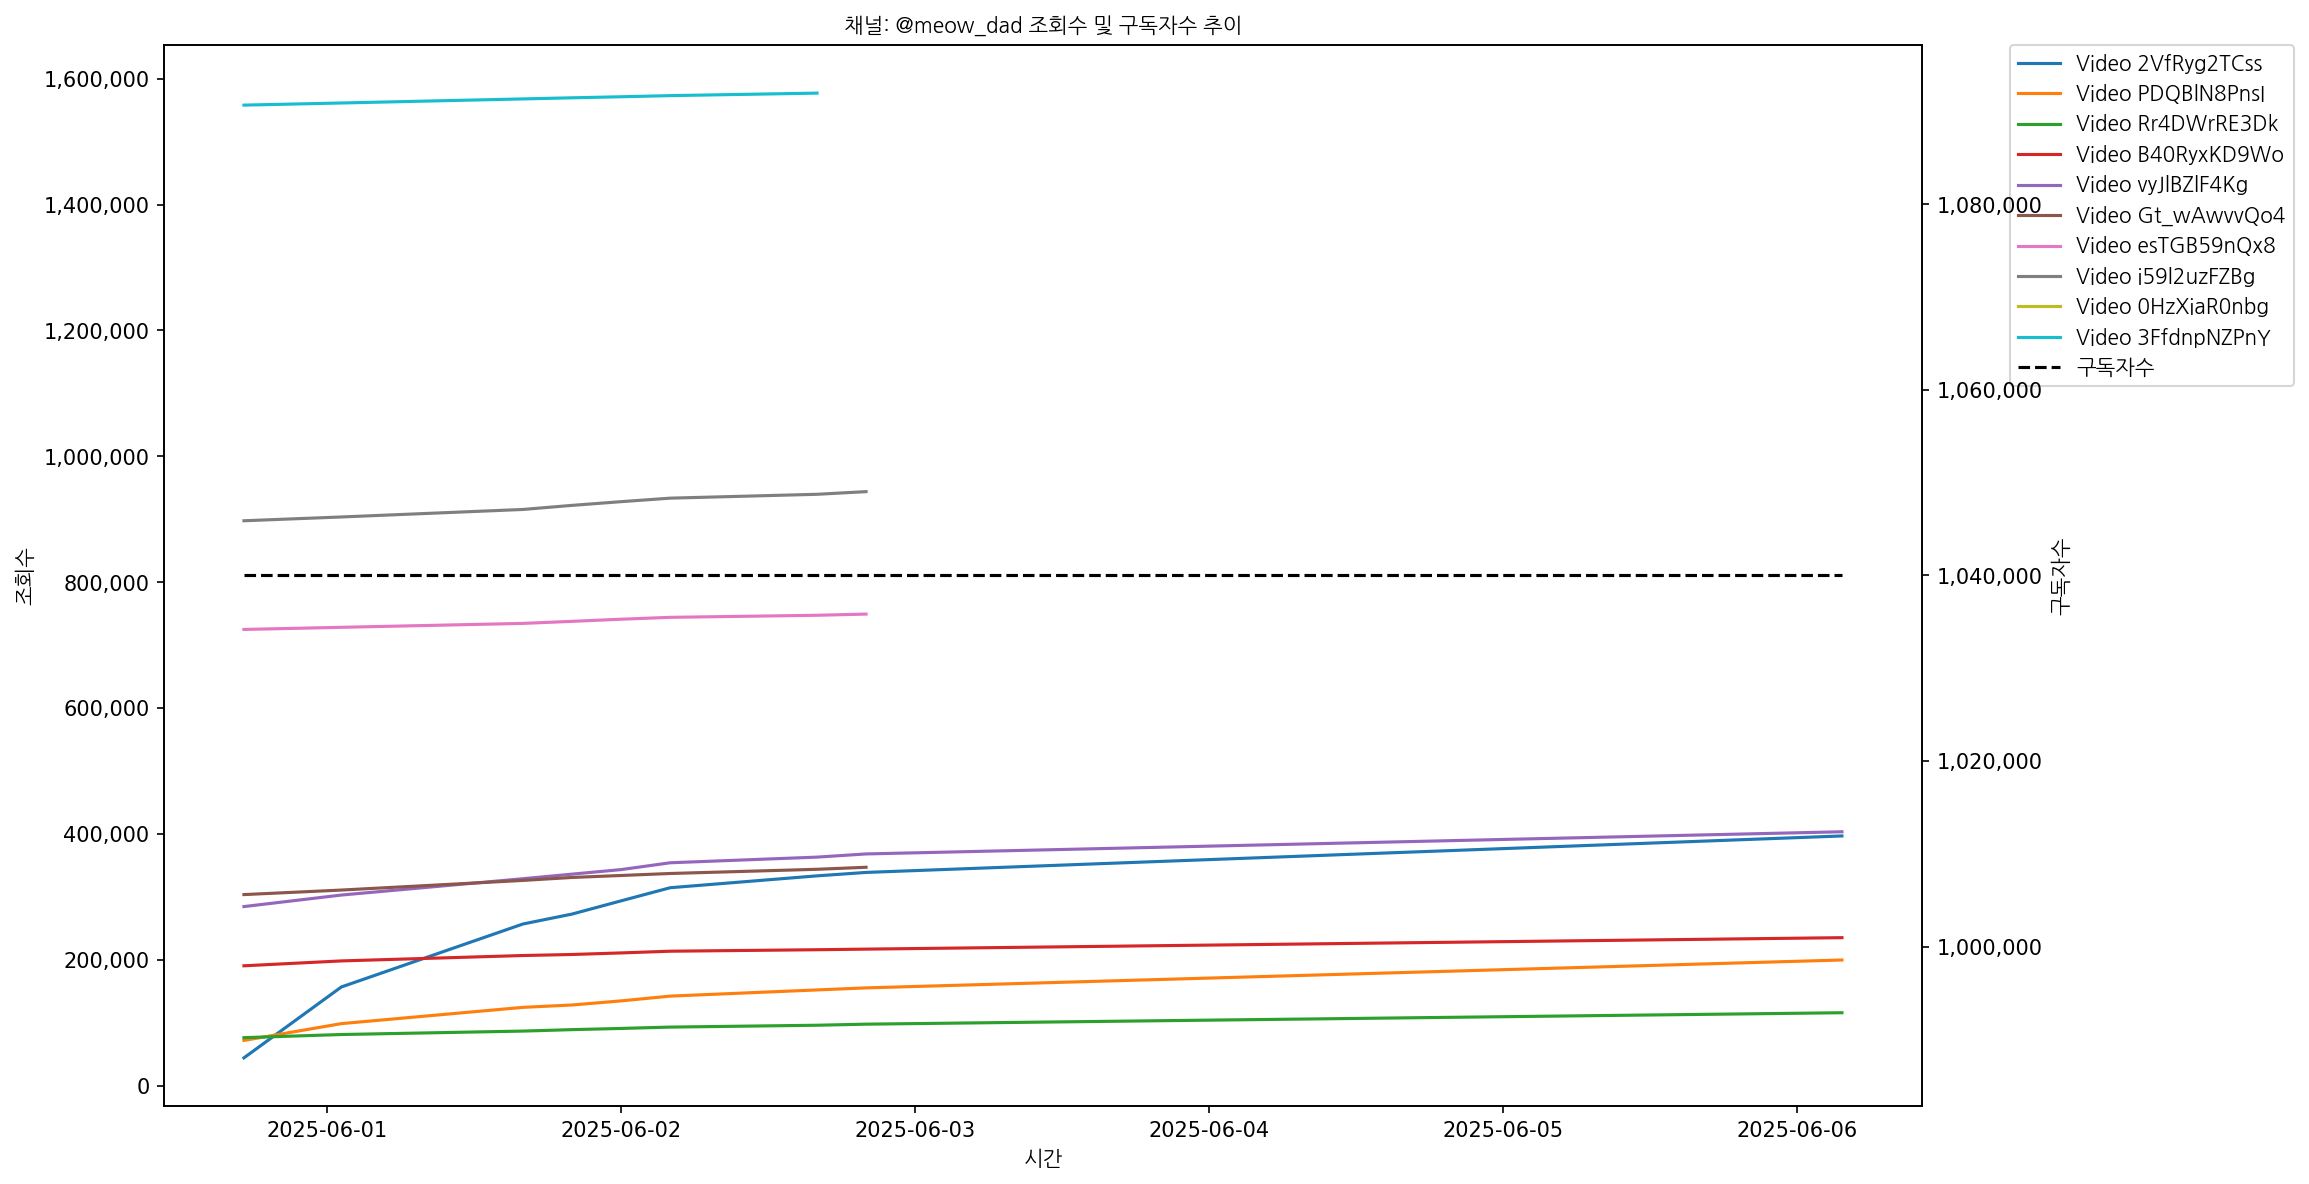 채널: @meow_dad 조회수 및 구독자수 추이
1,600,000
1,400,000
1,200,000
1,000,000
800,000
600,000
400,000
200,000
0
조회수
2025-06-01
2025-06-02
2025-06-03
2025-06-04
2025-06-05
2025-06-06
시간
1,080,000
1,060,000
1,040,000
1,020,000
1,000,000
구독자수
Video 2VfRyg2TCss
Video PDQBlN8PnsI
Video Rr4DWrRE3Dk
Video B40RyxKD9Wo
Video vyJlBZlF4Kg
Video Gt_wAwvvQo4
Video esTGB59nQx8
Video i59l2uzFZBg
Video 0HzXiaR0nbg
Video 3FfdnpNZPnY
구독자수